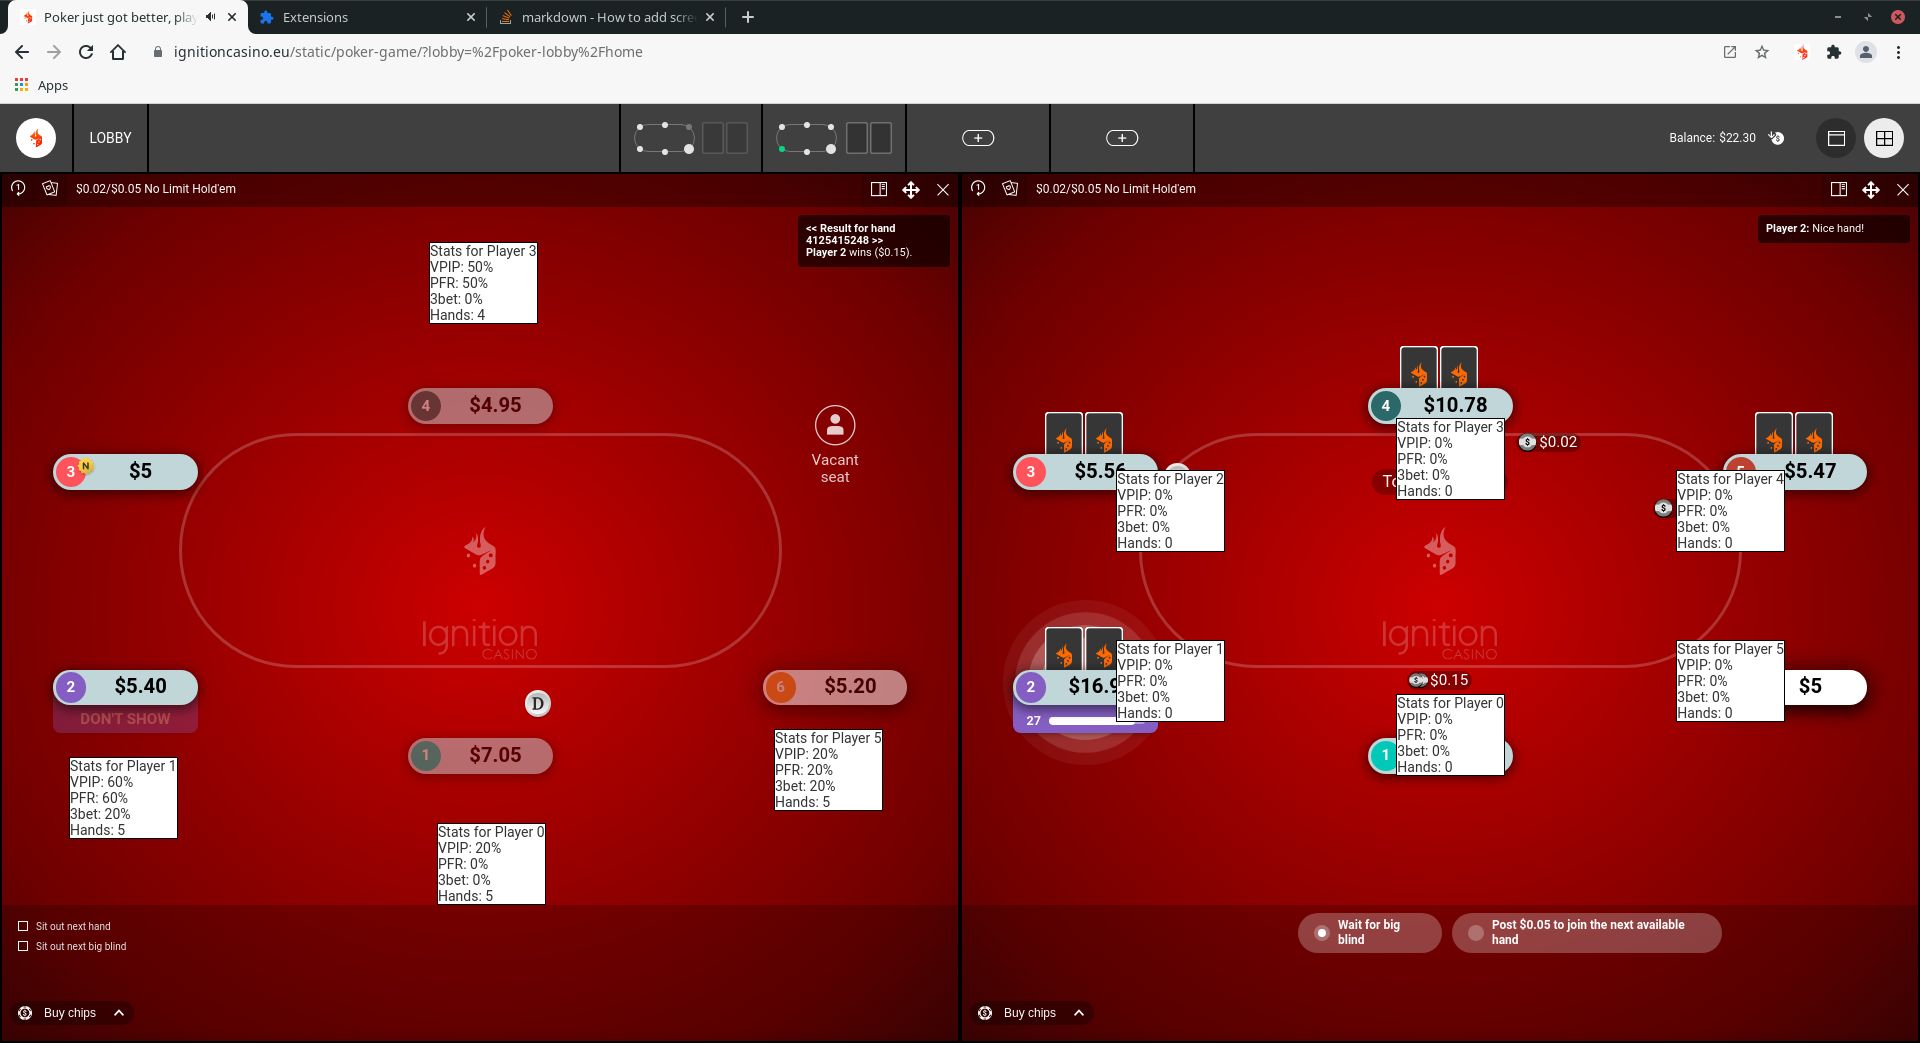 Poker just got better, pla
Extensions
markdown - How to add scre
ignitioncasino.eu/static/poker-game/?lobby=%2Fpoker-lobby%2Fhome
Apps
LOBBY
Balance: $22.30
$0.02/$0.05 No Limit Hold'em
<< Result for hand
4125415248 >>
Player 2 wins ($0.15).
Stats for Player 3
VPIP: 50%
PFR: 50%
3bet: 0%
Hands: 4
4
$4.95
Vacant
seat
3
N
$5
Ignition
CASINO
2
$5.40
DON'T SHOW
6
$5.20
D
1
$7.05
Stats for Player 5
VPIP: 20%
PFR: 20%
3bet: 20%
Hands: 5
Stats for Player 1
VPIP: 60%
PFR: 60%
3bet: 20%
Hands: 5
Stats for Player 0
VPIP: 20%
PFR: 0%
3bet: 0%
Hands: 5
Sit out next hand
Sit out next big blind
Buy chips
$0.02/$0.05 No Limit Hold'em
Player 2: Nice hand!
4
$10.78
Stats for Player 3
VPIP: 0%
PFR: 0%
3bet: 0%
Hands: 0
$0.02
3
$5.56
Stats for Player 2
VPIP: 0%
PFR: 0%
3bet: 0%
Hands: 0
$5.47
Stats for Player 4
VPIP: 0%
PFR: 0%
3bet: 0%
Hands: 0
Ignition
CASINO
2
$16.9
27
Stats for Player 1
VPIP: 0%
PFR: 0%
3bet: 0%
Hands: 0
Stats for Player 5
VPIP: 0%
PFR: 0%
3bet: 0%
Hands: 0
$5
$0.15
1
Stats for Player 0
VPIP: 0%
PFR: 0%
3bet: 0%
Hands: 0
Wait for big
blind
Post $0.05 to join the next available
hand
Buy chips